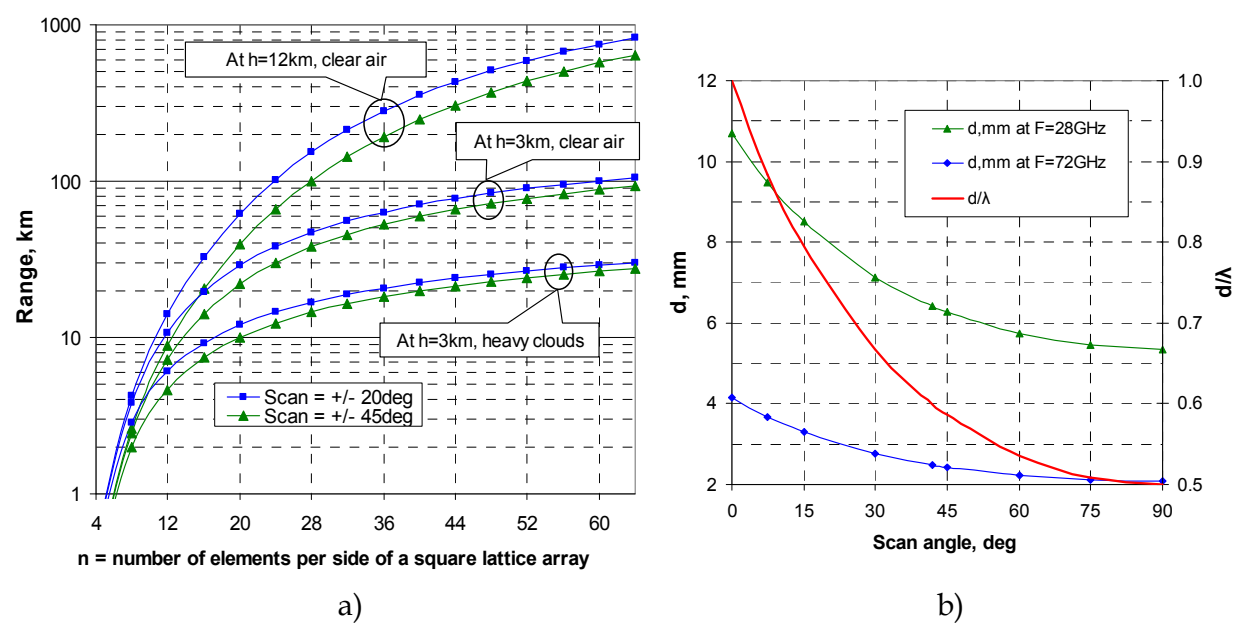 1000
100
10
1
Range, km
At h=12km, clear air
At h=3km, clear air
At h=3km, heavy clouds
Scan = +/- 20deg
Scan = +/- 45deg
4 12 20 28 36 44 52 60
n = number of elements per side of a square lattice array
a)
12
10
8
6
4
2
d, mm
d,mm at F=28GHz
d,mm at F=72GHz
d/λ
1.0
0.9
0.8
0.7
0.6
0.5
d/λ
0 15 30 45 60 75 90
Scan angle, deg
b)